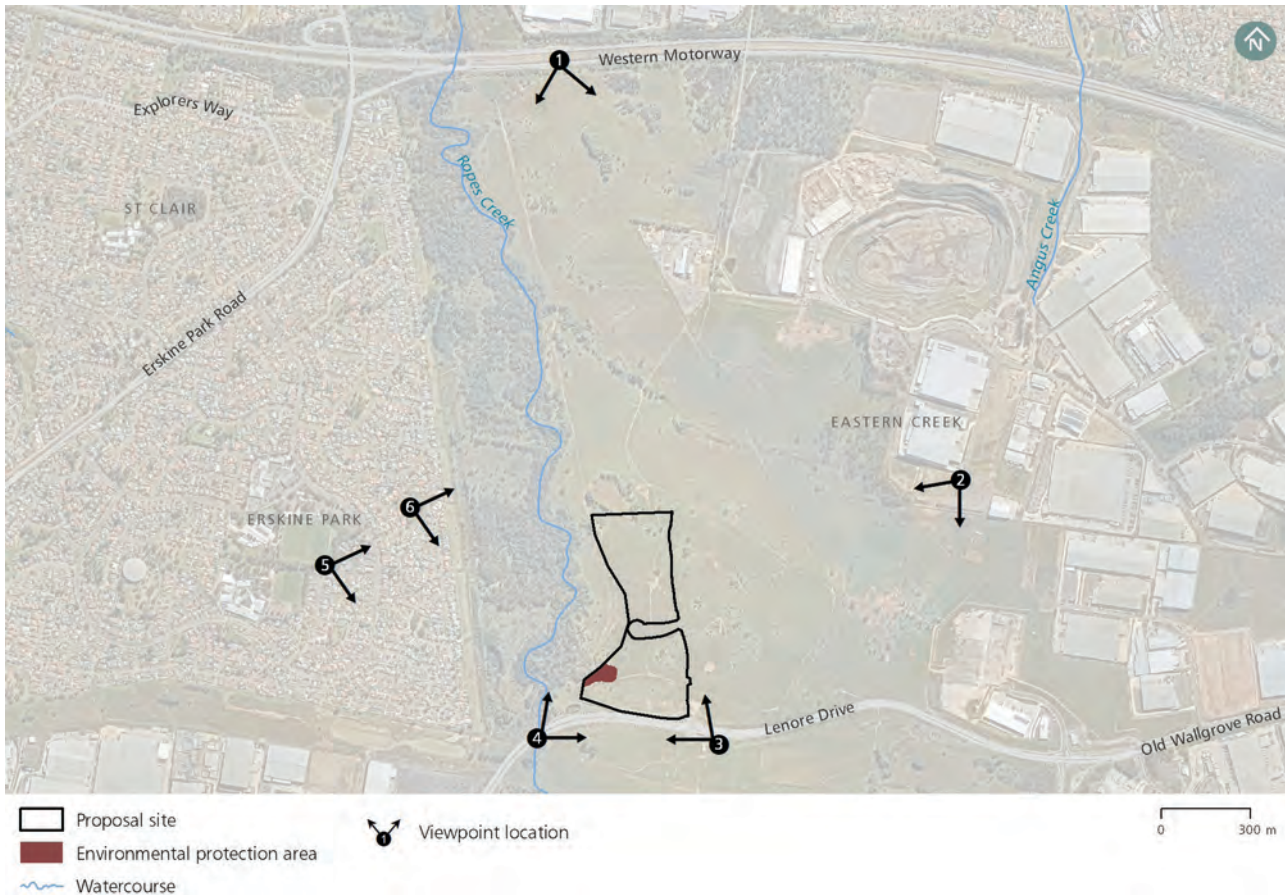 N
1
Western Motorway
Explorers Way
Ropes Creek
ST CLAIR
Angus Creek
Erskine Park Road
EASTERN CREEK
2
6
ERSKINE PARK
5
Lenore Drive
4
3
Old Wallgrove Road
Proposal site
1
Viewpoint location
0 300 m
Environmental protection area
Watercourse